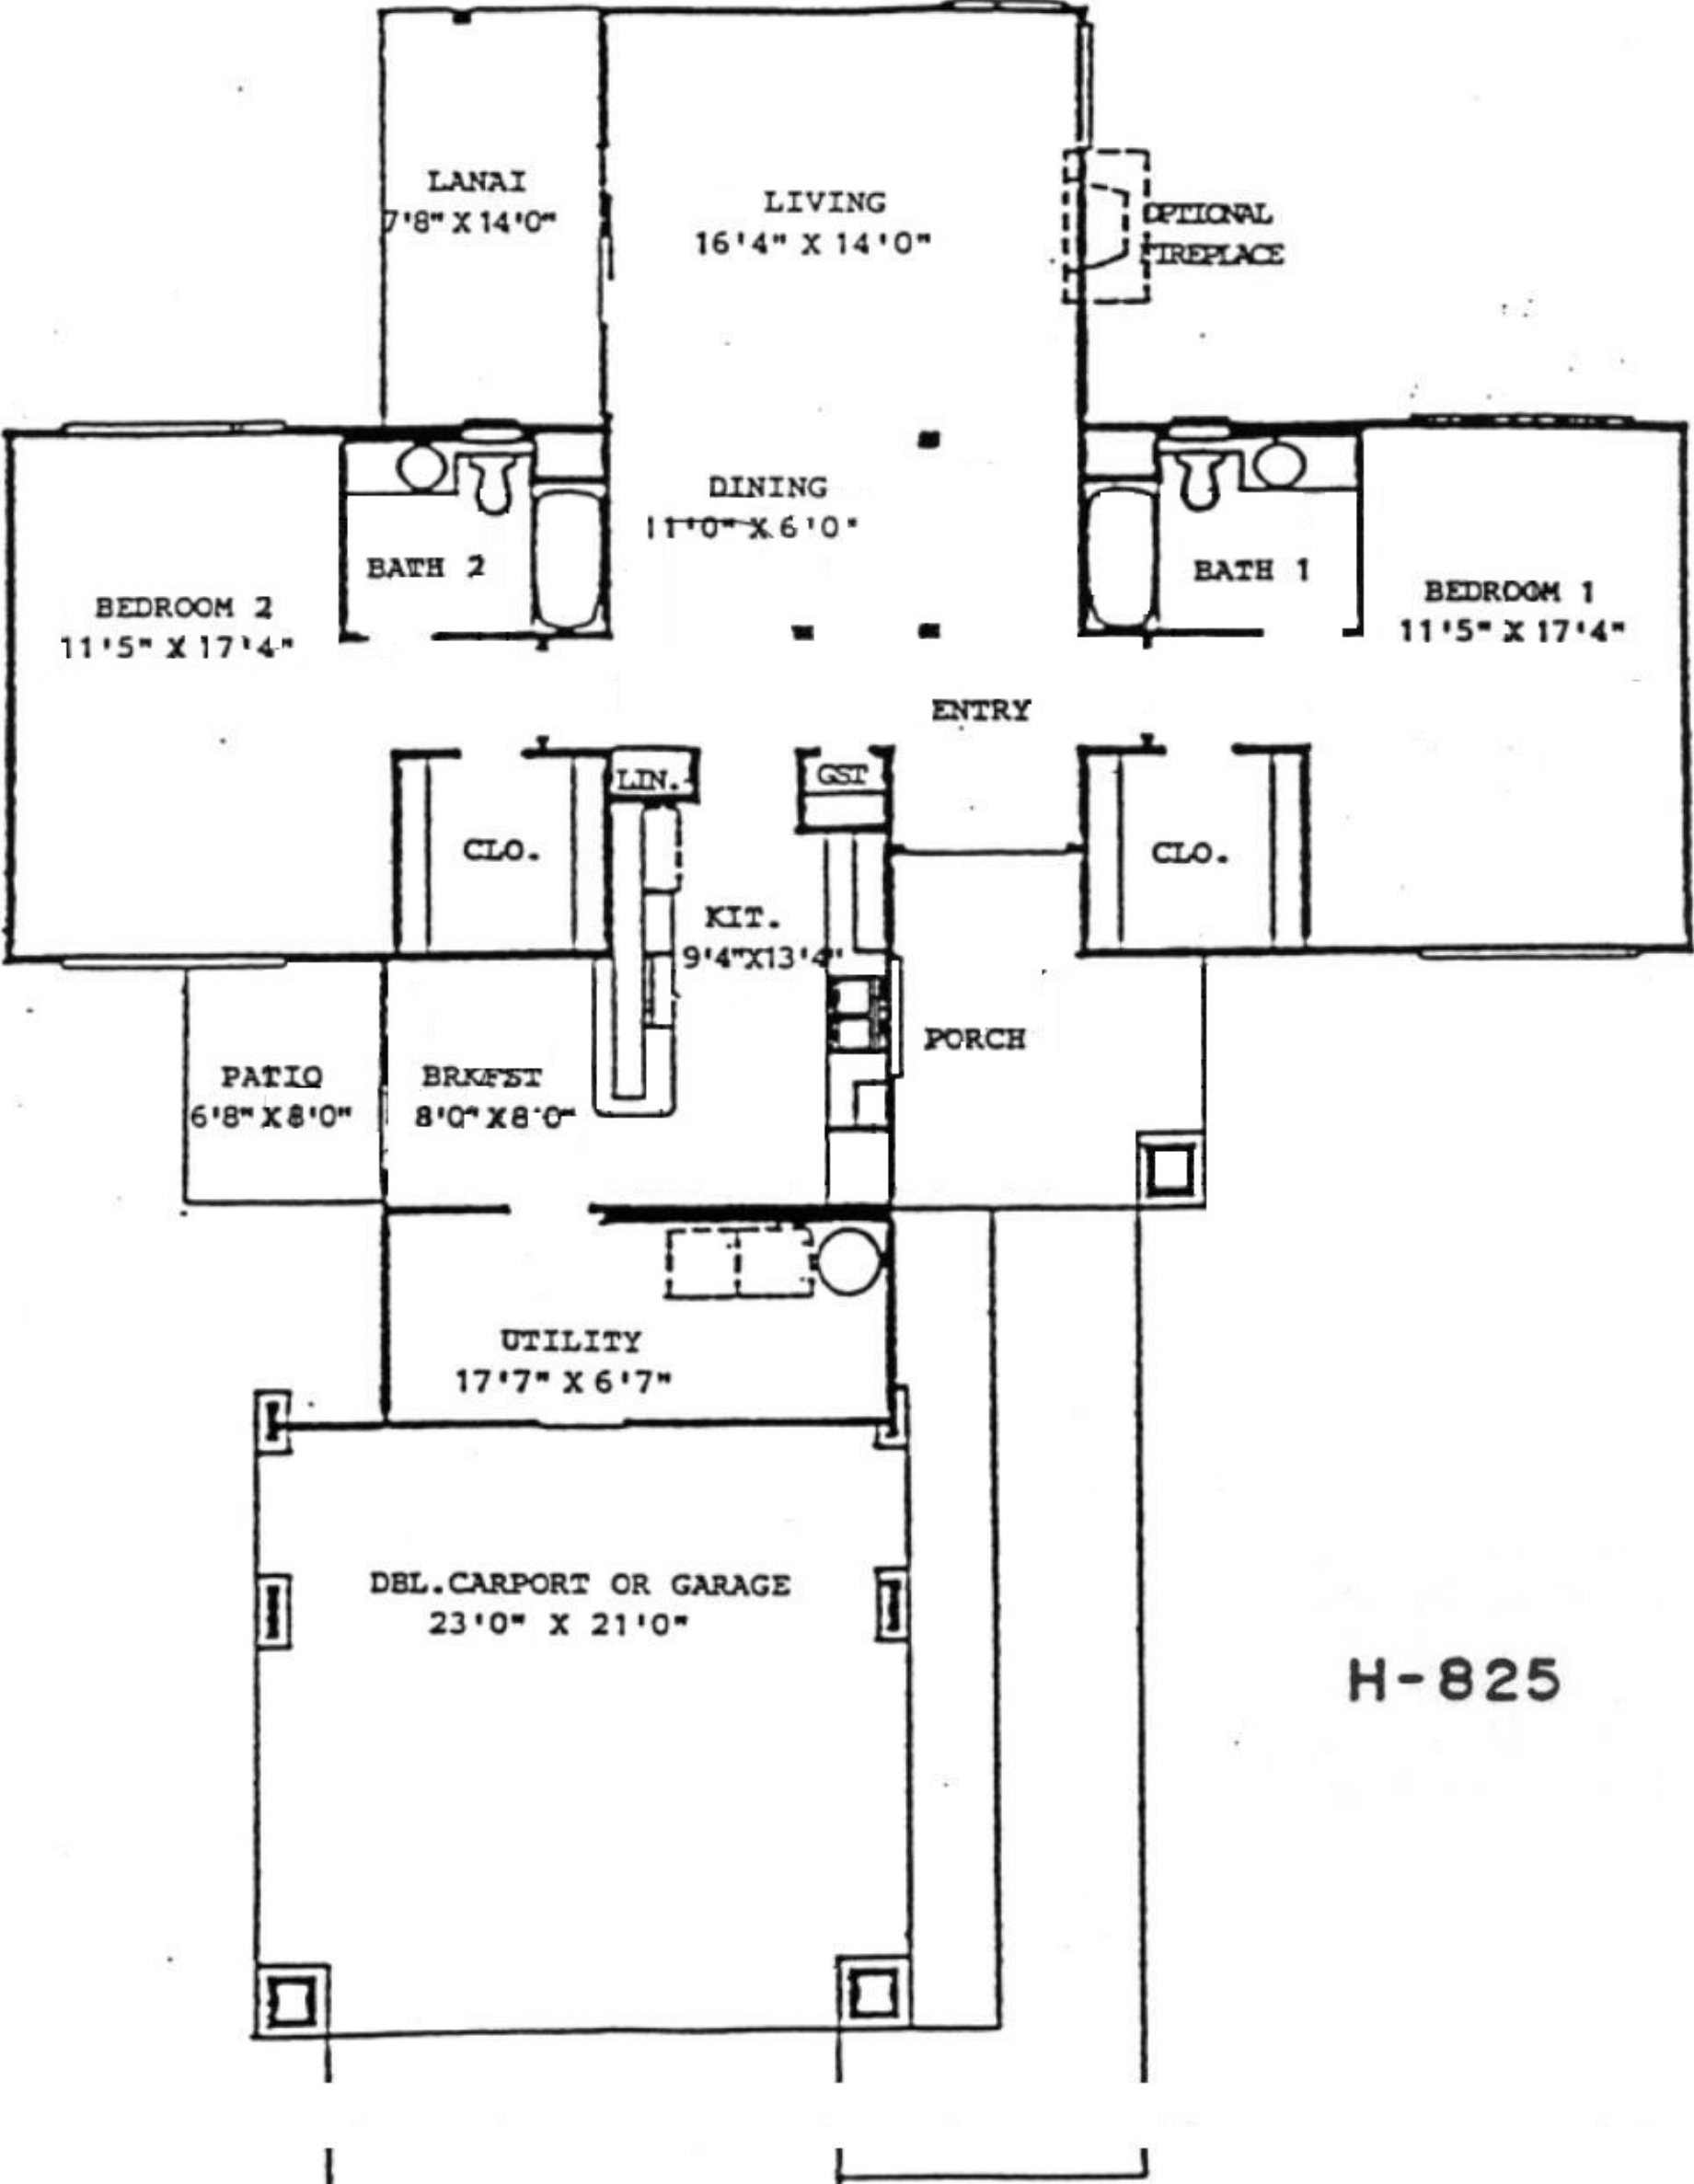 LANAI
7'8" X 14'0"
LIVING
16'4" X 14'0"
OPTIONAL
FIREPLACE
DINING
11'0" X 6'0"
BATH 2
BATH 1
BEDROOM 2
11'5" X 17'4"
BEDROOM 1
11'5" X 17'4"
ENTRY
LIN.
GST
CLO.
CLO.
KIT.
9'4"X13'4"
PORCH
PATIO
6'8" X 8'0"
BRKFST
8'0" X 8'0"
UTILITY
17'7" X 6'7"
DBL.CARPORT OR GARAGE
23'0" X 21'0"
H-825